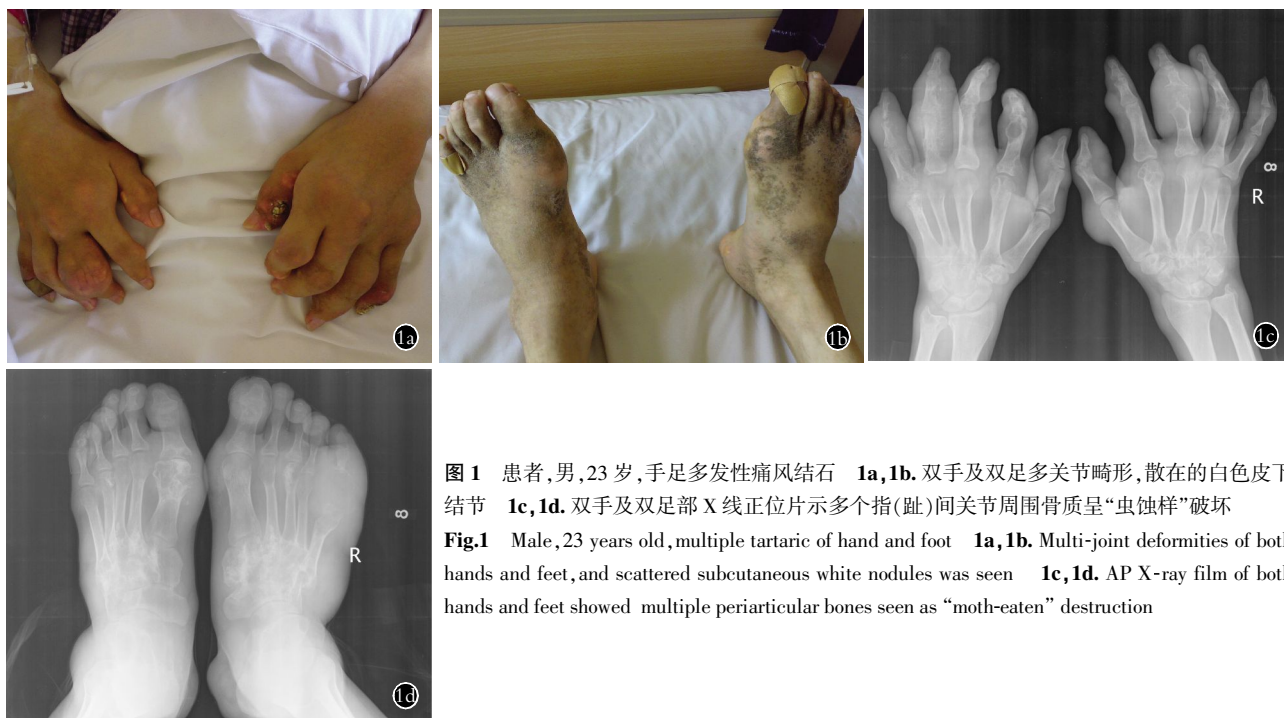 1a
1b
8
R
1c
8
R
1d
图 1 患者,男,23 岁,手足多发性痛风结石 1a,1b. 双手及双足多关节畸形,散在的白色皮下
结节 1c,1d. 双手及双足部 X 线正位片示多个指(趾)间关节周围骨质呈“虫蚀样”破坏
Fig.1 Male,23 years old,multiple tartaric of hand and foot 1a,1b. Multi-joint deformities of both
hands and feet,and scattered subcutaneous white nodules was seen 1c,1d. AP X-ray film of both
hands and feet showed multiple periarticular bones seen as “moth-eaten” destruction